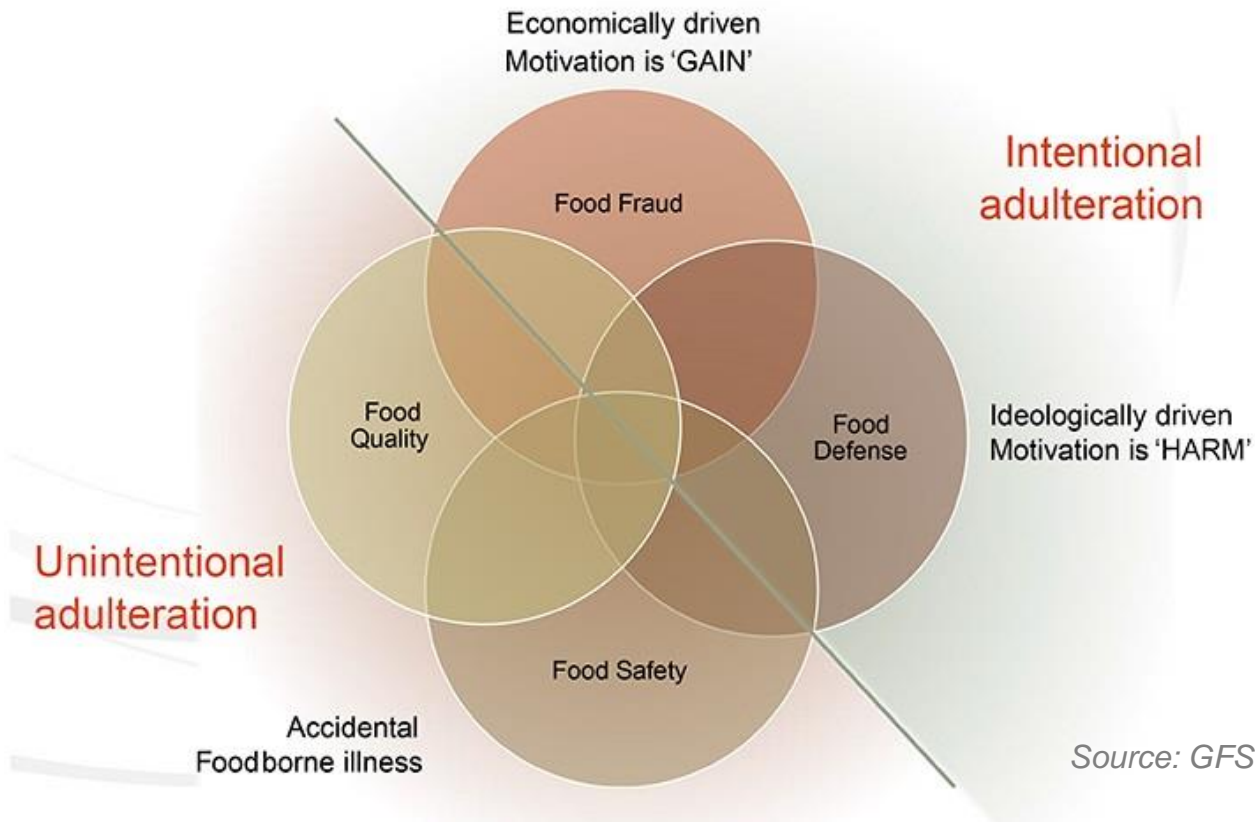 Economically driven
Motivation is ‘GAIN’
Intentional
adulteration
Food Fraud
Food
Quality
Food
Defense
Ideologically driven
Motivation is ‘HARM’
Unintentional
adulteration
Food Safety
Accidental
Foodborne illness
Source: GFS